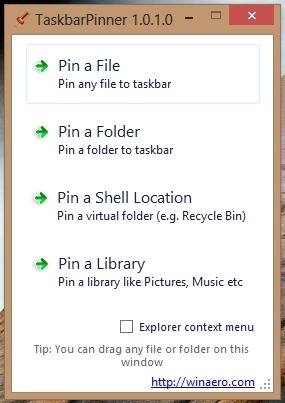 TaskbarPinner 1.0.1.0
Pin a File
Pin any file to taskbar
Pin a Folder
Pin a folder to taskbar
Pin a Shell Location
Pin a virtual folder (e.g. Recycle Bin)
Pin a Library
Pin a library like Pictures, Music etc
Explorer context menu
Tip: You can drag any file or folder on this
window
http://winaero.com